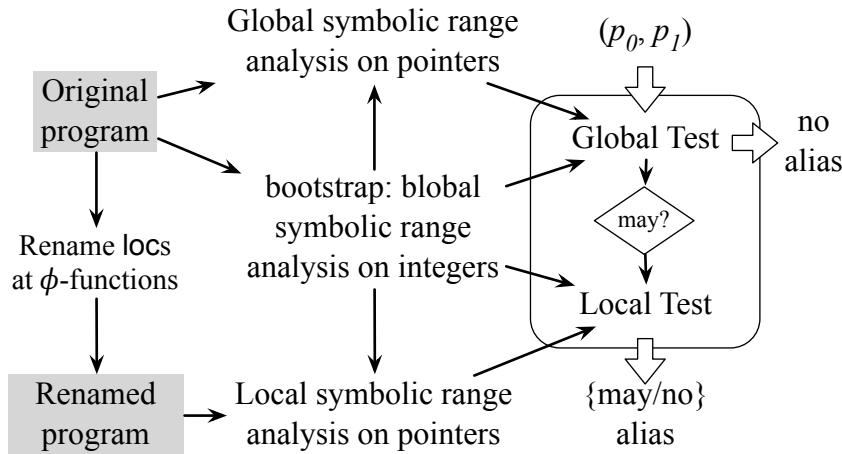 Global symbolic range
analysis on pointers
(p0, p1)
Original
program
Global Test
no
alias
bootstrap: blobal
symbolic range
analysis on integers
may?
Rename locs
at ϕ-functions
Local Test
Renamed
program
Local symbolic range
analysis on pointers
{may/no}
alias